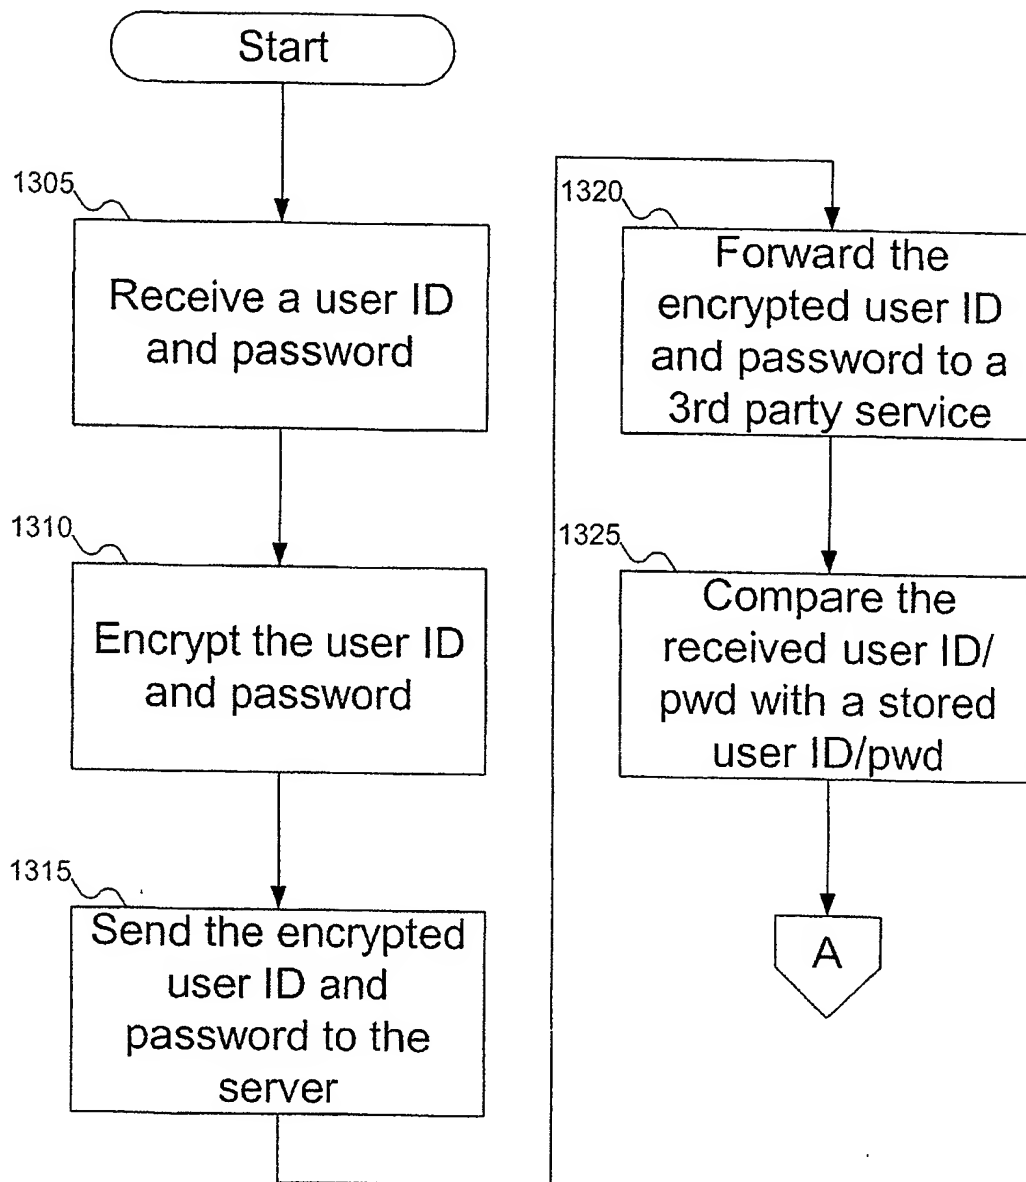 Start
1305
Receive a user ID
and password
1310
Encrypt the user ID
and password
1315
Send the encrypted
user ID and
password to the
server
1320
Forward the
encrypted user ID
and password to a
3rd party service
1325
Compare the
received user ID/
pwd with a stored
user ID/pwd
A